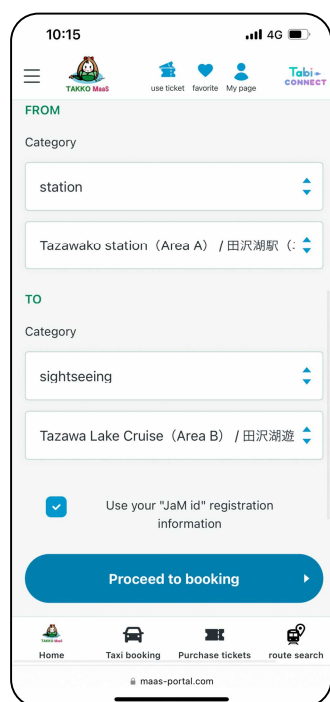 10:15
4G
TAKKO MaaS
use ticket
favorite
My page
Tabi
CONNECT
FROM
Category
station
Tazawako station（Area A） / 田沢湖駅（
TO
Category
sightseeing
Tazawa Lake Cruise（Area B） / 田沢湖遊
Use your "JaM id" registration
information
Proceed to booking
TAKKO MaaS
Home
Taxi booking
Purchase tickets
route search
maas-portal.com